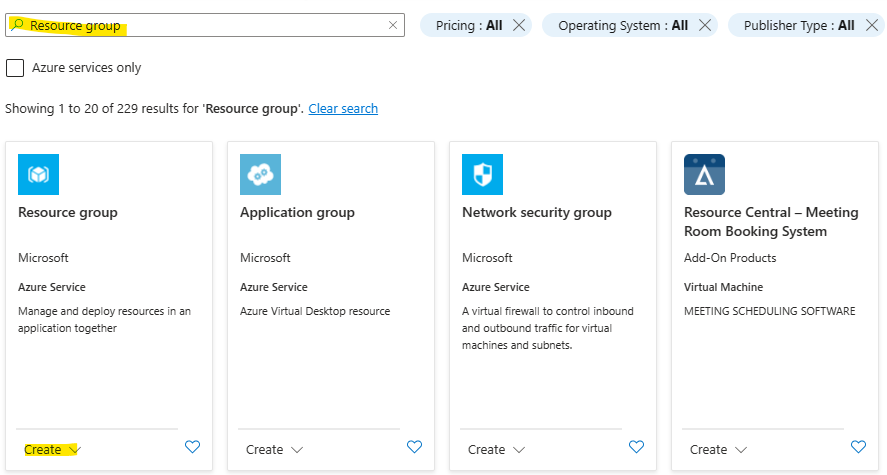 Resource group
Pricing : All
Operating System : All
Publisher Type : All
Azure services only
Showing 1 to 20 of 229 results for 'Resource group'. Clear search
Resource group
Microsoft
Azure Service
Manage and deploy resources in an
application together
Create
Application group
Microsoft
Azure Service
Azure Virtual Desktop resource
Create
Network security group
Microsoft
Azure Service
A virtual firewall to control inbound
and outbound traffic for virtual
machines and subnets.
Create
Resource Central – Meeting
Room Booking System
Add-On Products
Virtual Machine
MEETING SCHEDULING SOFTWARE
Create